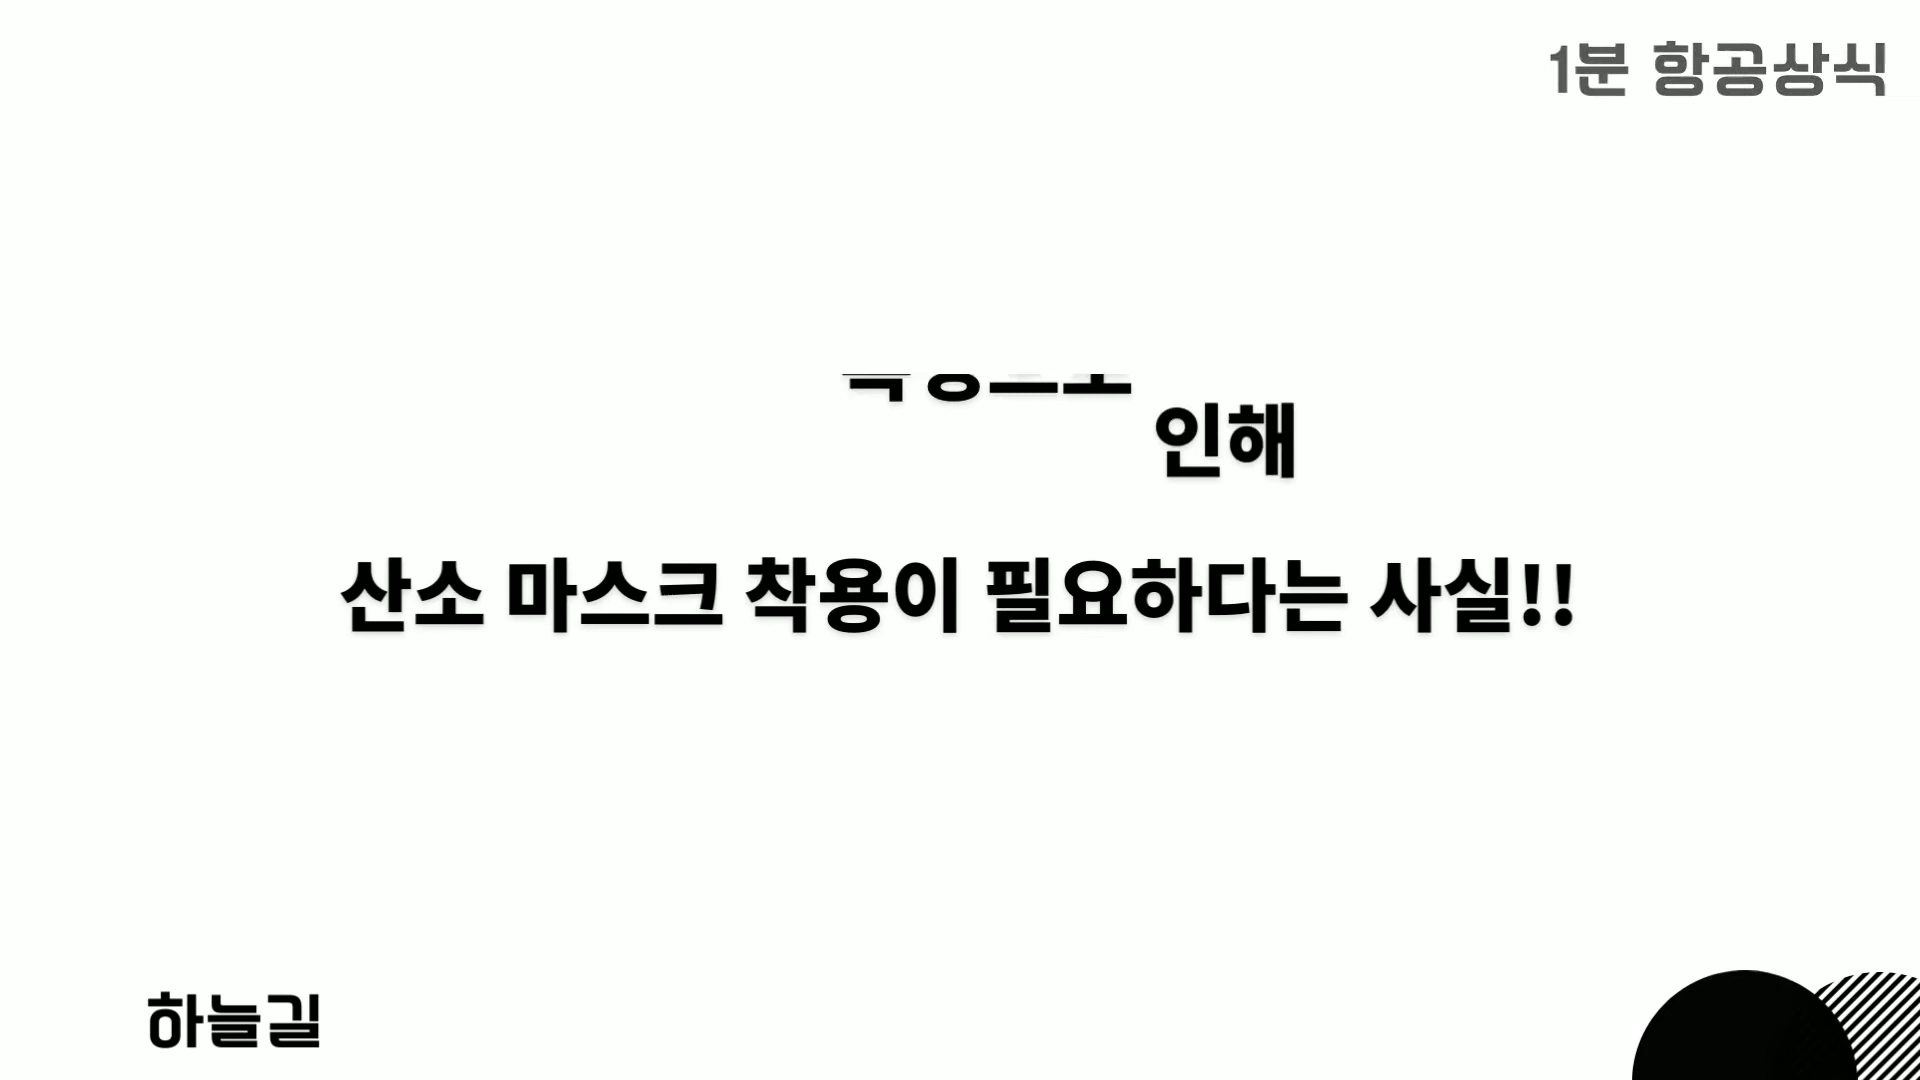 1분 항공상식
인해
산소 마스크 착용이 필요하다는 사실!!
하늘길